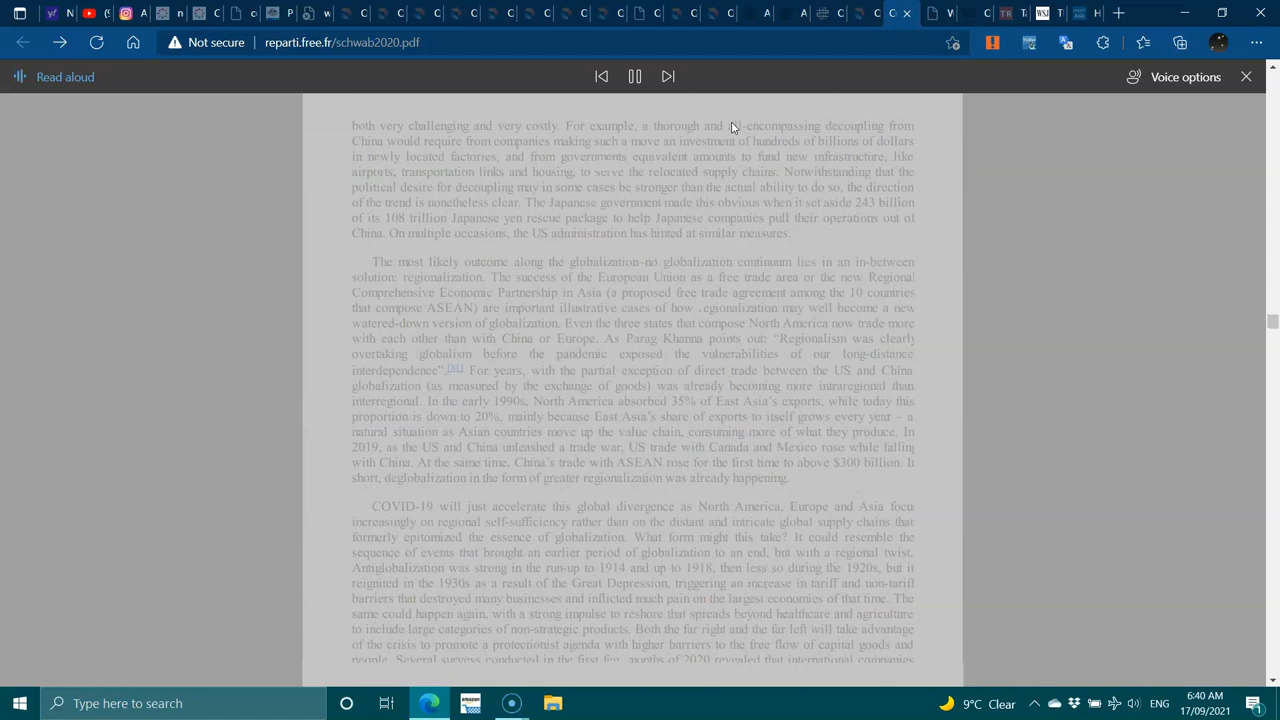 Not secure
reparti.free.fr/schwab2020.pdf
Read aloud
Voice options
both very challenging and very costly. For example, a thorough and all-encompassing decoupling from
China would require from companies making such a move an investment of hundreds of billions of dollars
in newly located factories, and from governments equivalent amounts to fund new infrastructure, like
airports, transportation links and housing, to serve the relocated supply chains. Notwithstanding that the
political desire for decoupling may in some cases be stronger than the actual ability to do so, the direction
of the trend is nonetheless clear. The Japanese government made this obvious when it set aside 243 billion
of its 108 trillion Japanese yen rescue package to help Japanese companies pull their operations out of
China. On multiple occasions, the US administration has hinted at similar measures.
The most likely outcome along the globalization–no globalization continuum lies in an in-between
solution: regionalization. The success of the European Union as a free trade area or the new Regional
Comprehensive Economic Partnership in Asia (a proposed free trade agreement among the 10 countries
that compose ASEAN) are important illustrative cases of how regionalization may well become a new
watered-down version of globalization. Even the three states that compose North America now trade more
with each other than with China or Europe. As Parag Khanna points out: “Regionalism was clearly
overtaking globalism before the pandemic exposed the vulnerabilities of our long-distance
interdependence”.[81] For years, with the partial exception of direct trade between the US and China
globalization (as measured by the exchange of goods) was already becoming more intraregional than
interregional. In the early 1990s, North America absorbed 35% of East Asia’s exports, while today this
proportion is down to 20%, mainly because East Asia’s share of exports to itself grows every year – a
natural situation as Asian countries move up the value chain, consuming more of what they produce. In
2019, as the US and China unleashed a trade war, US trade with Canada and Mexico rose while falling
with China. At the same time, China’s trade with ASEAN rose for the first time to above $300 billion. In
short, deglobalization in the form of greater regionalization was already happening.
COVID-19 will just accelerate this global divergence as North America, Europe and Asia focus
increasingly on regional self-sufficiency rather than on the distant and intricate global supply chains that
formerly epitomized the essence of globalization. What form might this take? It could resemble the
sequence of events that brought an earlier period of globalization to an end, but with a regional twist.
Antiglobalization was strong in the run-up to 1914 and up to 1918, then less so during the 1920s, but it
reignited in the 1930s as a result of the Great Depression, triggering an increase in tariff and non-tariff
barriers that destroyed many businesses and inflicted much pain on the largest economies of that time. The
same could happen again, with a strong impulse to reshore that spreads beyond healthcare and agriculture
to include large categories of non-strategic products. Both the far right and the far left will take advantage
of the crisis to promote a protectionist agenda with higher barriers to the free flow of capital goods and
people. Several surveys conducted in the first few months of 2020 revealed that international companies
Type here to search
9°C Clear
ENG
6:40 AM
17/09/2021